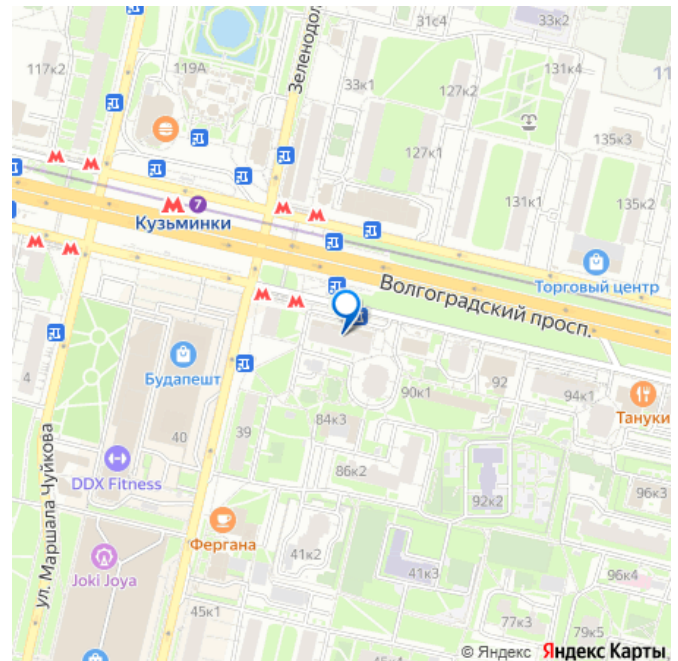 31с4
33к2
117к2
119А
Зеленодол
33к1
127к2
131к4
11
135к3
127к1
131к1
135к2
7
Кузьминки
Торговый центр
Волгоградский просп.
Будапешт
4
92
90к1
94к1
Тануки
84к3
39
40
ул. Маршала Чуйкова
DDX Fitness
86к2
92к2
96к3
Фергана
41к2
41к3
Joki Joya
96к4
45к1
77к3
79к5
© Яндекс Яндекс Карты